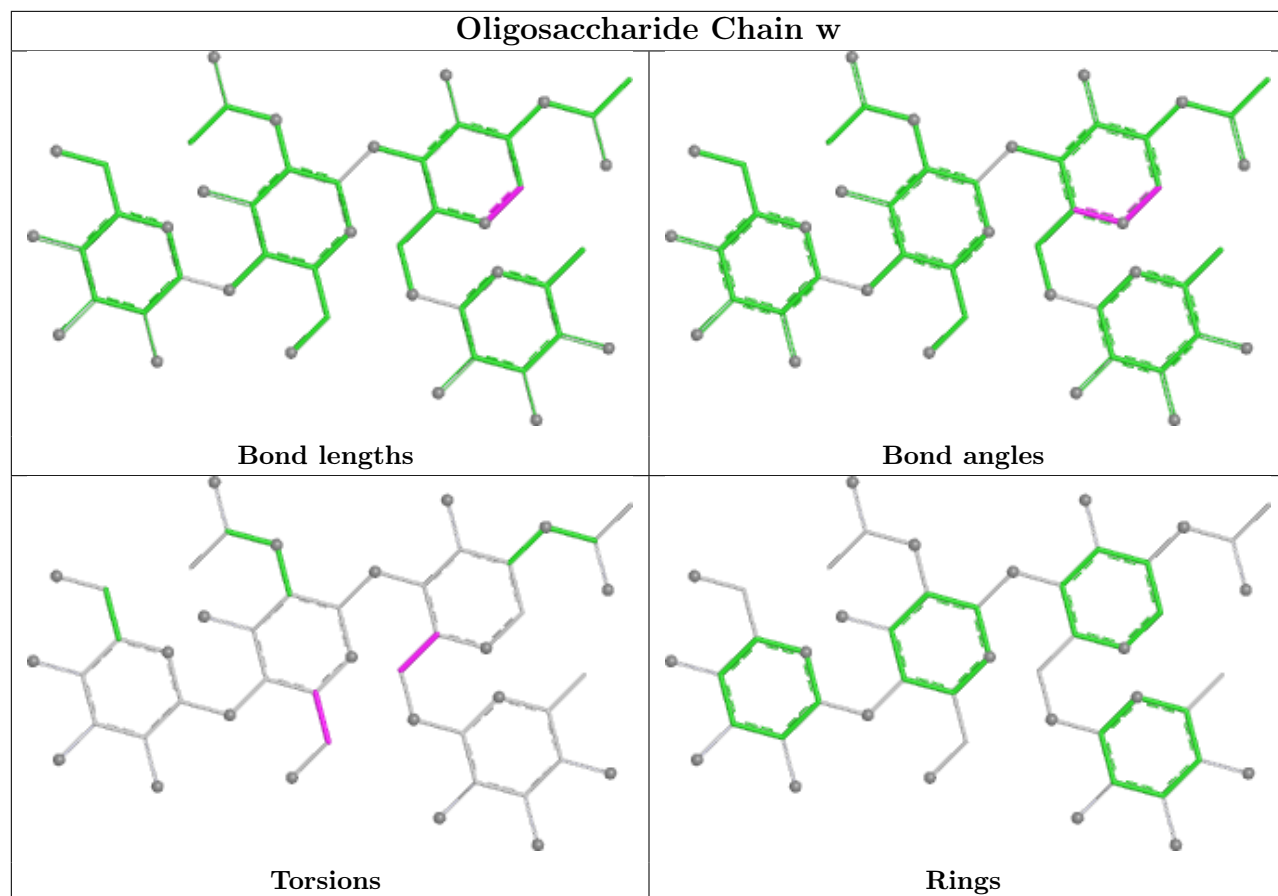 Oligosaccharide Chain w
Bond lengths
Bond angles
Torsions
Rings